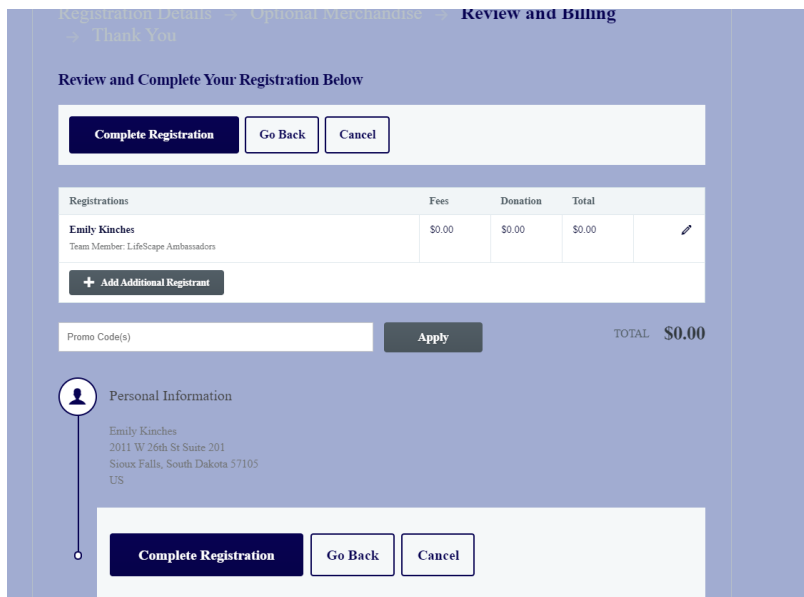 Registration Details → Optional Merchandise → Review and Billing
→ Thank You
Review and Complete Your Registration Below
Complete Registration Go Back Cancel
Registrations Fees Donation Total
Emily Kinches $0.00 $0.00 $0.00
Team Member: LifeScape Ambassadors
Add Additional Registrant
Promo Code(s) Apply TOTAL $0.00
Personal Information
Emily Kinches
2011 W 26th St Suite 201
Sioux Falls, South Dakota 57105
US
Complete Registration Go Back Cancel